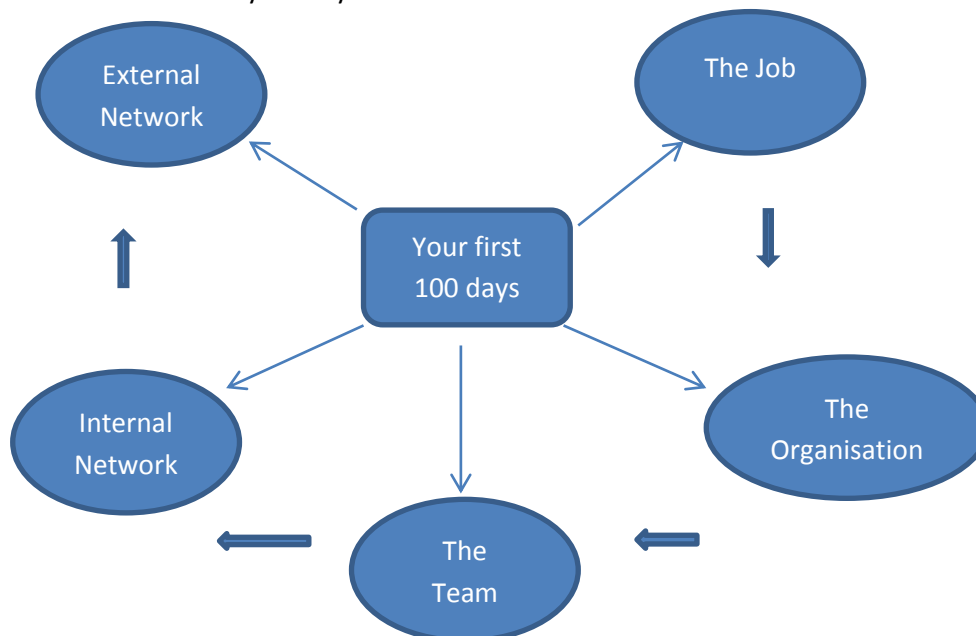 External
Network
The Job
Your first
100 days
Internal
Network
The
Organisation
The
Team